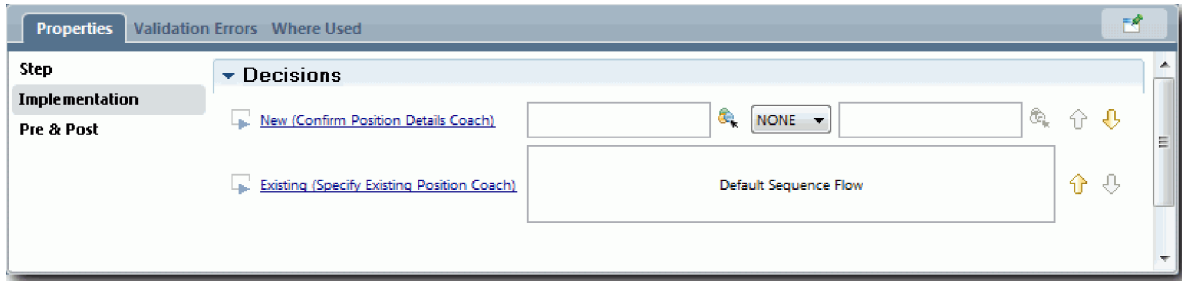 Properties Validation Errors Where Used
Step
Implementation
Pre & Post
Decisions
New (Confirm Position Details Coach) NONE
Existing (Specify Existing Position Coach) Default Sequence Flow